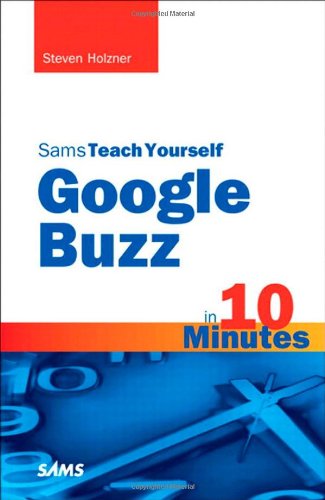 Steven Holzner
Sams Teach Yourself
Google
Buzz
in 10
Minutes
SAMS